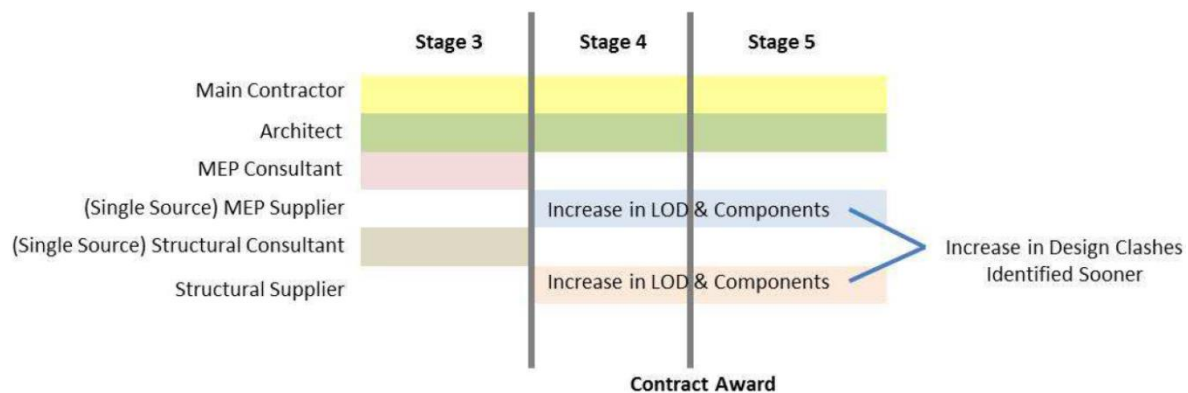 Stage 3 Stage 4 Stage 5
Main Contractor
Architect
MEP Consultant
(Single Source) MEP Supplier Increase in LOD & Components
(Single Source) Structural Consultant
Structural Supplier Increase in LOD & Components
Increase in Design Clashes
Identified Sooner
Contract Award